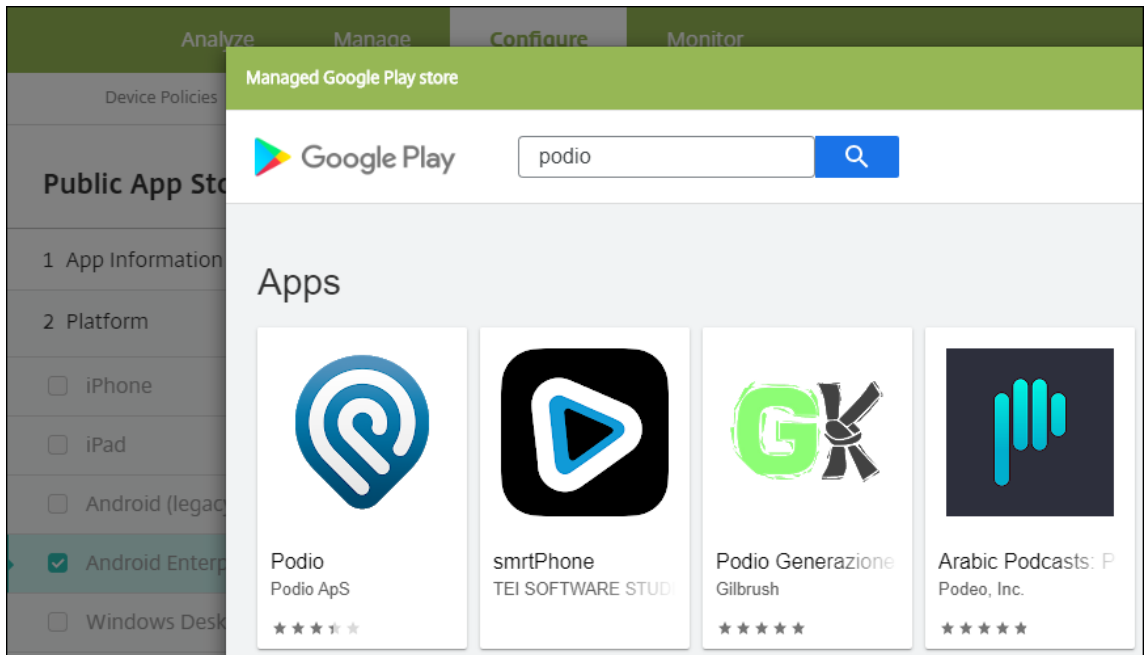 Analyze Manage Configure Monitor
Managed Google Play store
Device Policies
Google Play
podio
Public App Sto
1 App Information
Apps
2 Platform
iPhone
iPad
Android (legacy
Android Enterp
Windows Desk
GK
Podio
Podio ApS
smrtPhone
TEI SOFTWARE STUD
Podio Generazione
Gilbrush
Arabic Podcasts: P
Podeo, Inc.